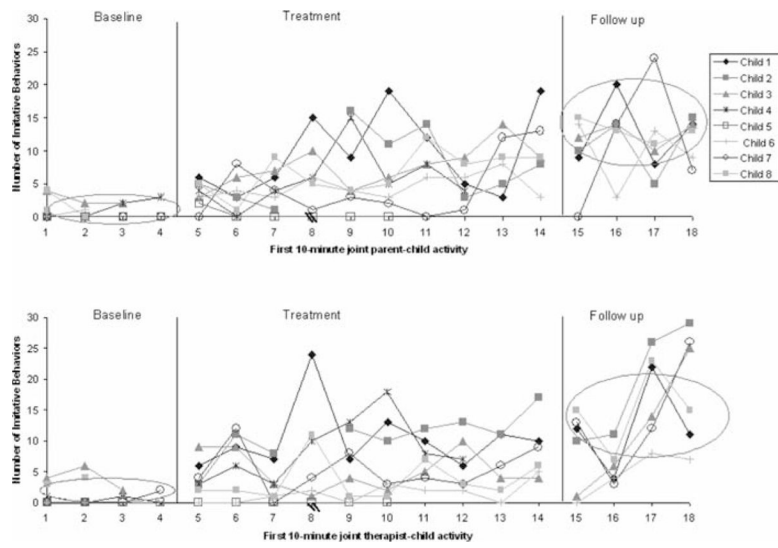 Baseline Treatment Follow up
30
25
20
15
10
5
0
Number of Imitative Behaviors
1 2 3 4 5 6 7 8 9 10 11 12 13 14 15 16 17 18
First 10-minute joint parent-child activity
Child 1
Child 2
Child 3
Child 4
Child 5
Child 6
Child 7
Child 8
Baseline Treatment Follow up
30
25
20
15
10
5
0
Number of Imitative Behaviors
1 2 3 4 5 6 7 8 9 10 11 12 13 14 15 16 17 18
First 10-minute joint therapist-child activity